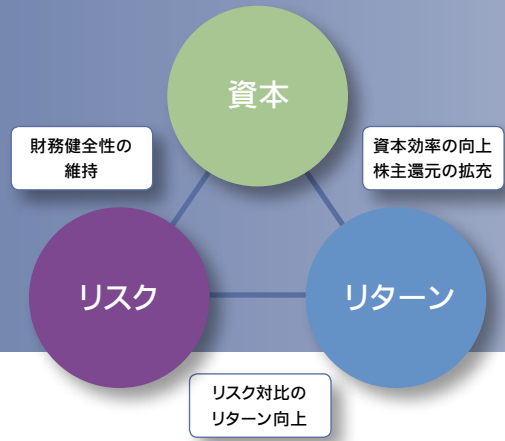 資本
財務健全性の
維持
資本効率の向上
株主還元の拡充
リスク
リターン
リスク対比の
リターン向上